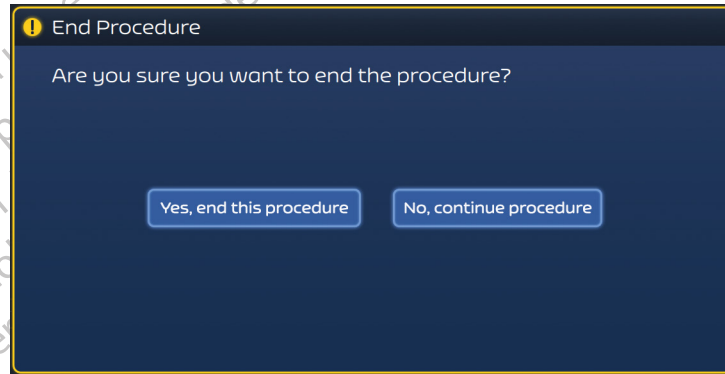 End Procedure
Are you sure you want to end the procedure?
Yes, end this procedure
No, continue procedure